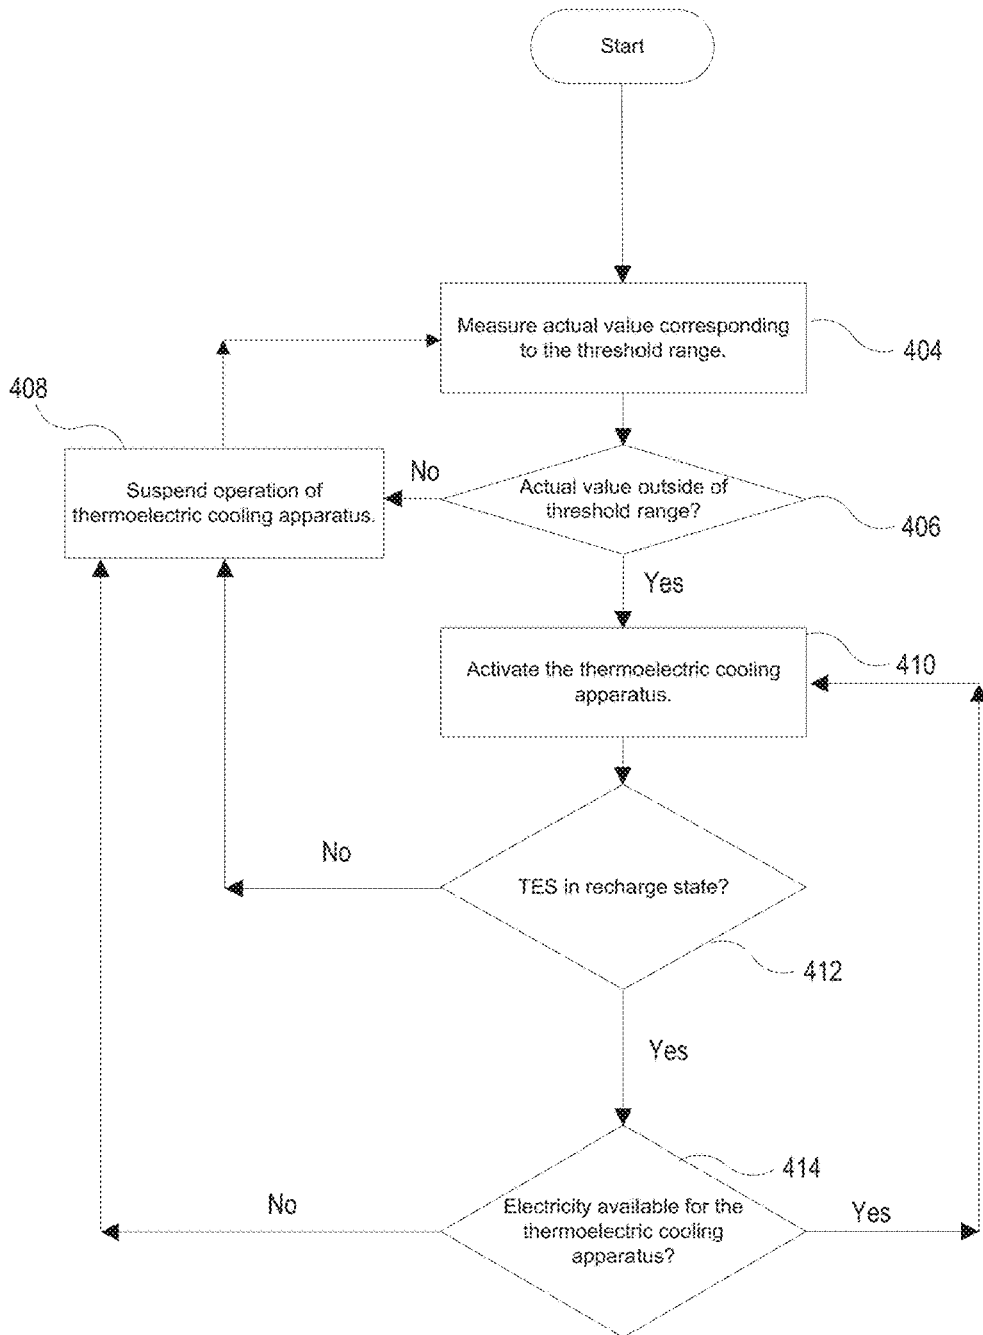 Start
Measure actual value corresponding
to the threshold range.
404
408
Suspend operation of
thermoelectric cooling apparatus.
No
Actual value outside of
threshold range?
406
Yes
Activate the thermoelectric cooling
apparatus.
410
No
TES in recharge state?
412
Yes
414
No
Electricity available for the
thermoelectric cooling
apparatus?
Yes